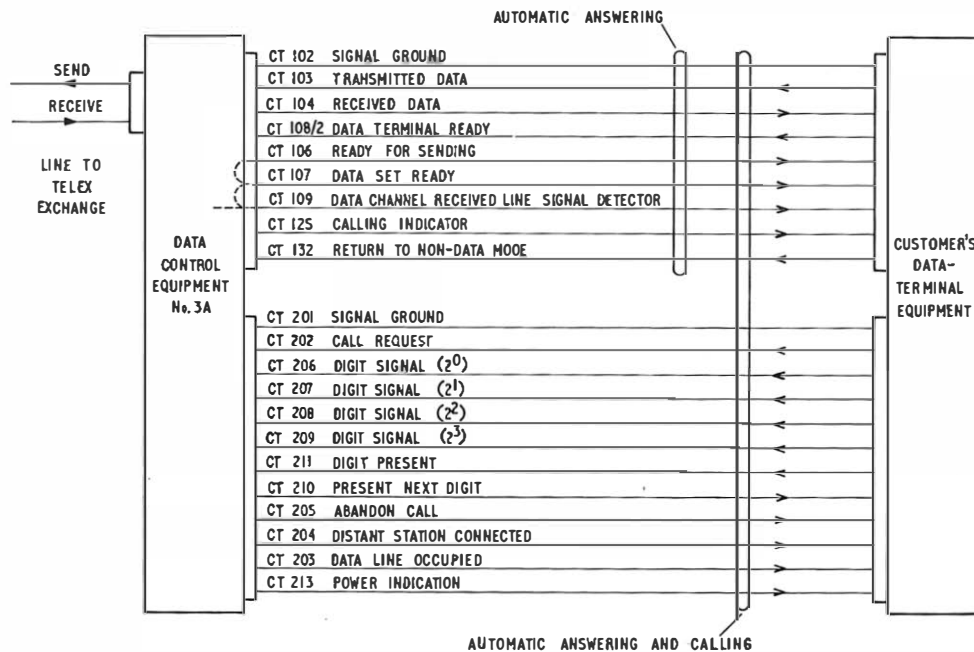 AUTOMATIC ANSWERING
SEND
RECEIVE
LINE TO
TELEX
EXCHANGE
DATA
CONTROL
EQUIPMENT
No. 3A
CT 102 SIGNAL GROUND
CT 103 TRANSMITTED DATA
CT 104 RECEIVED DATA
CT 108/2 DATA TERMINAL READY
CT 106 READY FOR SENDING
CT 107 DATA SET READY
CT 109 DATA CHANNEL RECEIVED LINE SIGNAL DETECTOR
CT 125 CALLING INDICATOR
CT 132 RETURN TO NON-DATA MODE
CT 201 SIGNAL GROUND
CT 202 CALL REQUEST
CT 206 DIGIT SIGNAL (2⁰)
CT 207 DIGIT SIGNAL (2¹)
CT 208 DIGIT SIGNAL (2²)
CT 209 DIGIT SIGNAL (2³)
CT 211 DIGIT PRESENT
CT 210 PRESENT NEXT DIGIT
CT 205 ABANDON CALL
CT 204 DISTANT STATION CONNECTED
CT 203 DATA LINE OCCUPIED
CT 213 POWER INDICATION
CUSTOMER'S
DATA-
TERMINAL
EQUIPMENT
AUTOMATIC ANSWERING AND CALLING